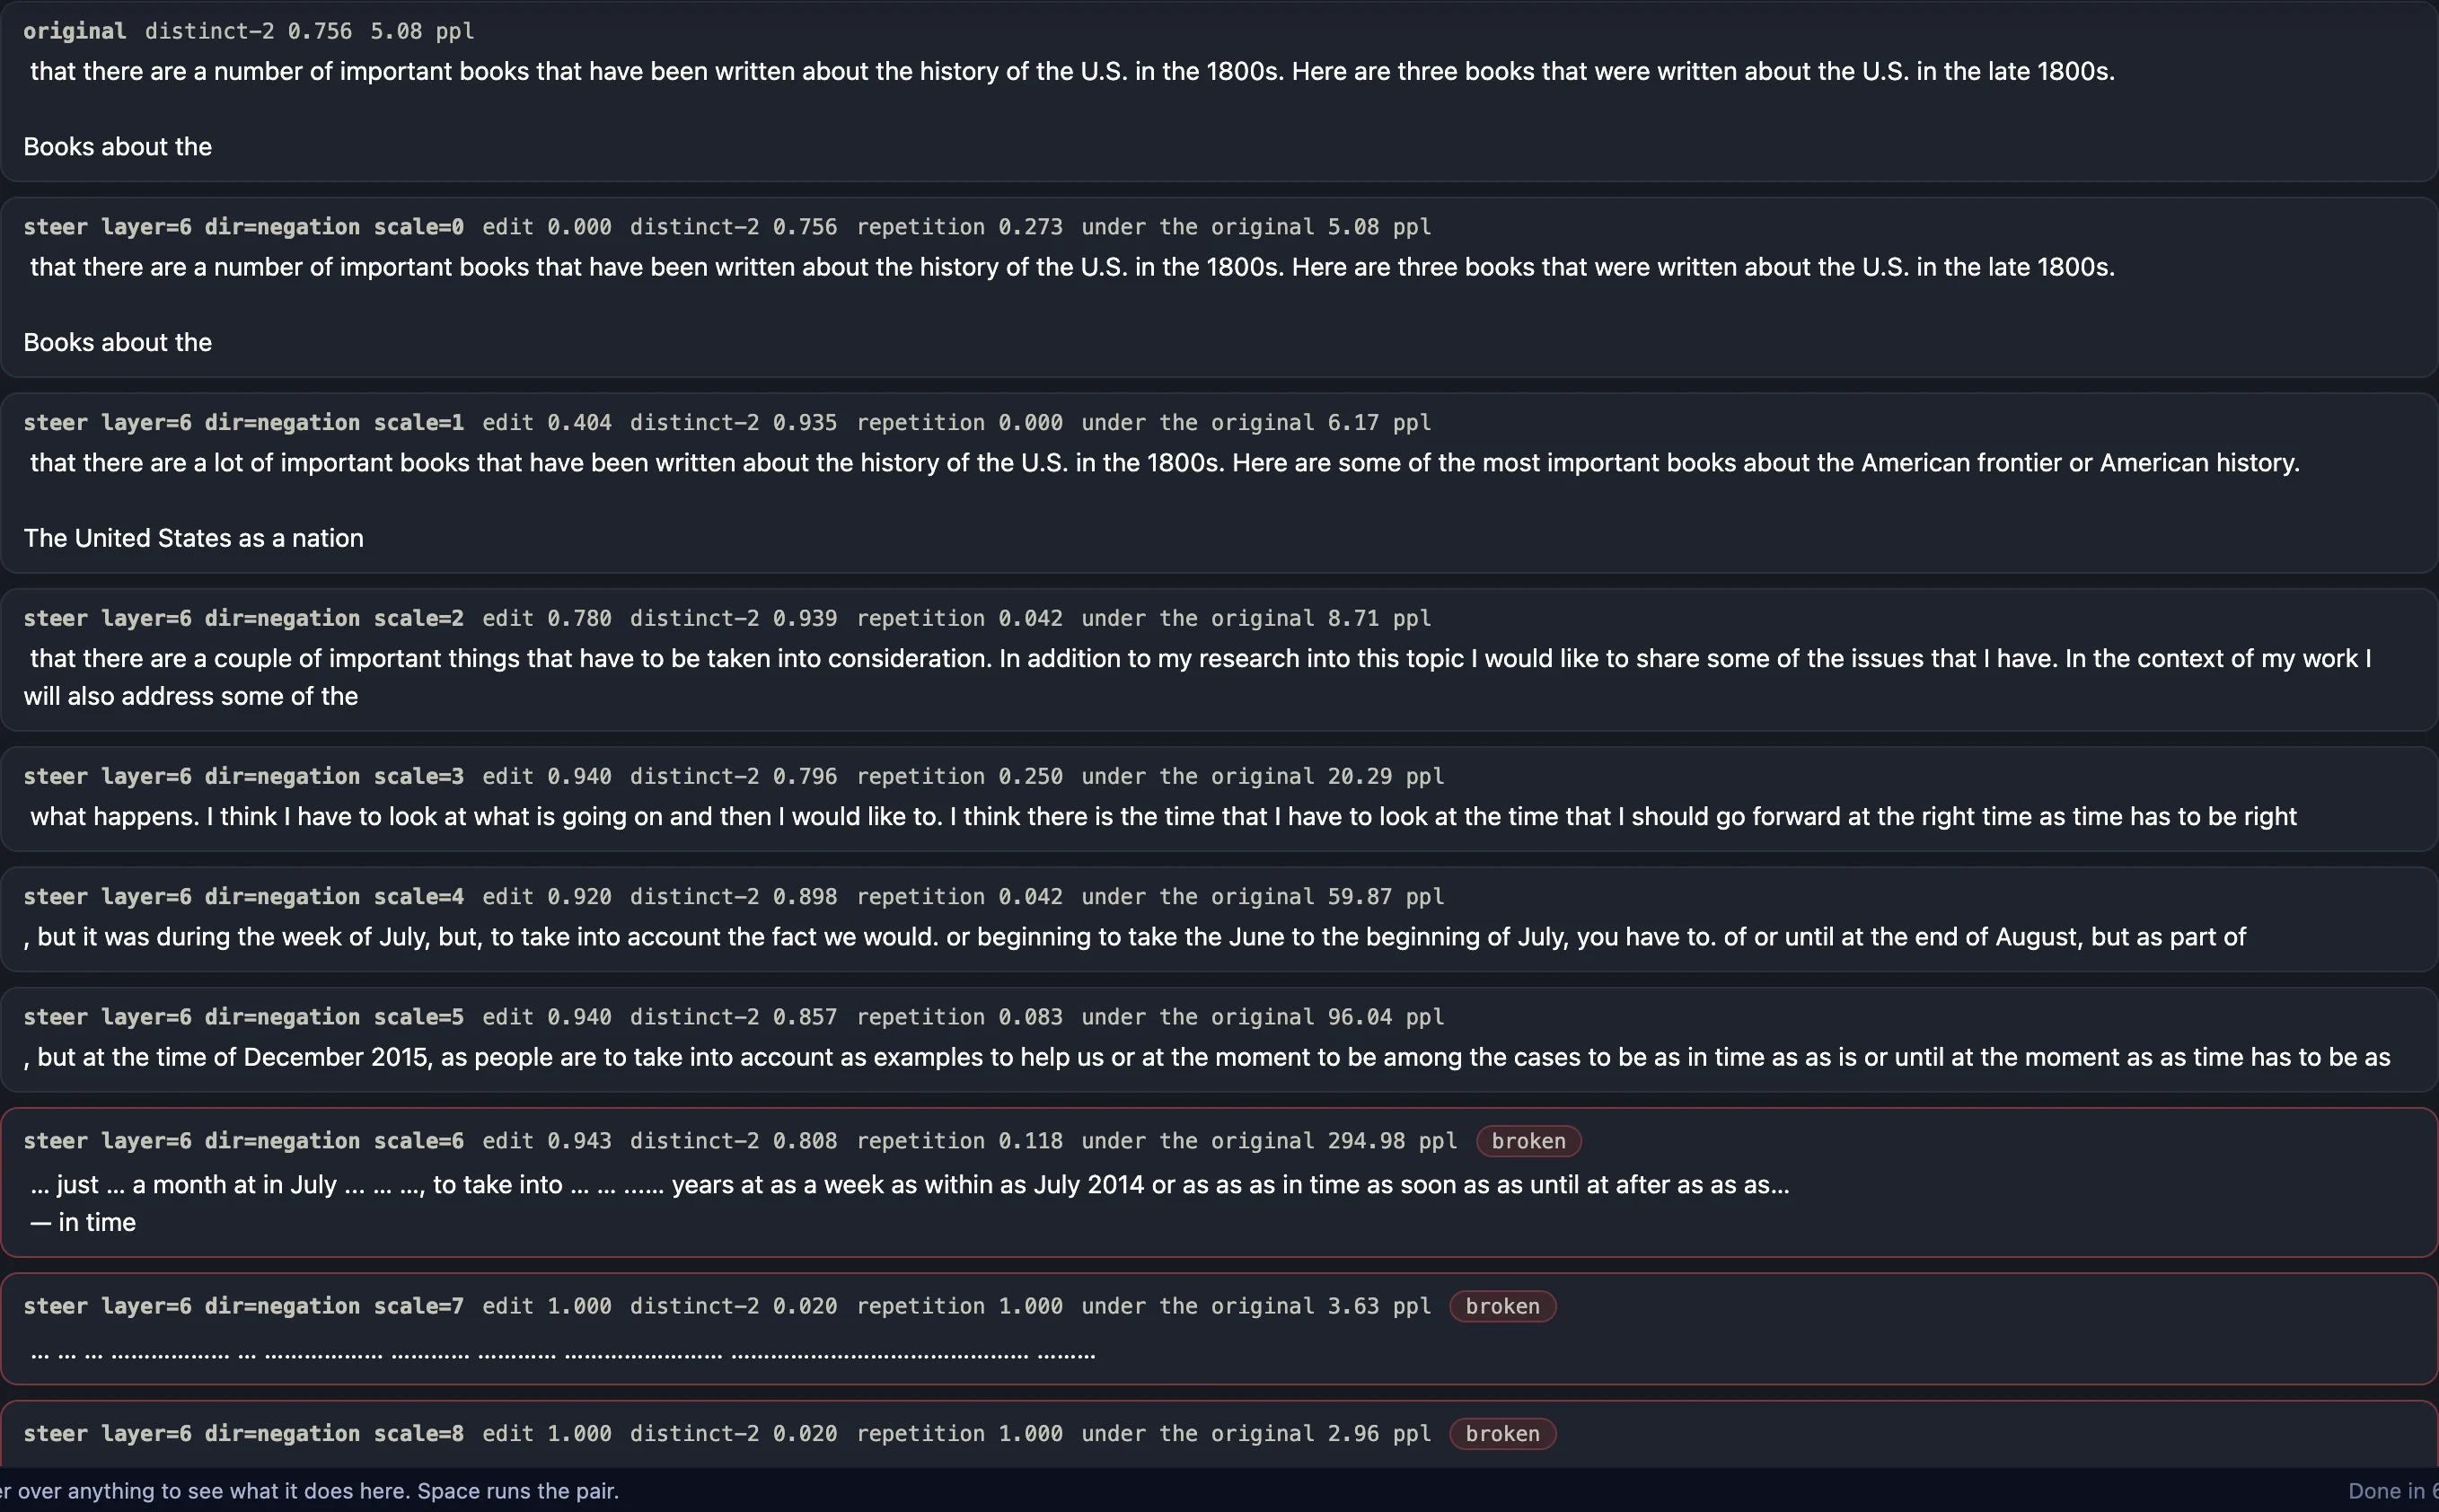 original distinct-2 0.756 5.08 ppl
that there are a number of important books that have been written about the history of the U.S. in the 1800s. Here are three books that were written about the U.S. in the late 1800s.
Books about the
steer layer=6 dir=negation scale=0 edit 0.000 distinct-2 0.756 repetition 0.273 under the original 5.08 ppl
that there are a number of important books that have been written about the history of the U.S. in the 1800s. Here are three books that were written about the U.S. in the late 1800s.
Books about the
steer layer=6 dir=negation scale=1 edit 0.404 distinct-2 0.935 repetition 0.000 under the original 6.17 ppl
that there are a lot of important books that have been written about the history of the U.S. in the 1800s. Here are some of the most important books about the American frontier or American history.
The United States as a nation
steer layer=6 dir=negation scale=2 edit 0.780 distinct-2 0.939 repetition 0.042 under the original 8.71 ppl
that there are a couple of important things that have to be taken into consideration. In addition to my research into this topic I would like to share some of the issues that I have. In the context of my work I
will also address some of the
steer layer=6 dir=negation scale=3 edit 0.940 distinct-2 0.796 repetition 0.250 under the original 20.29 ppl
what happens. I think I have to look at what is going on and then I would like to. I think there is the time that I have to look at the time that I should go forward at the right time as time has to be right
steer layer=6 dir=negation scale=4 edit 0.920 distinct-2 0.898 repetition 0.042 under the original 59.87 ppl
, but it was during the week of July, but, to take into account the fact we would. or beginning to take the June to the beginning of July, you have to. of or until at the end of August, but as part of
steer layer=6 dir=negation scale=5 edit 0.940 distinct-2 0.857 repetition 0.083 under the original 96.04 ppl
, but at the time of December 2015, as people are to take into account as examples to help us or at the moment to be among the cases to be as in time as as is or until at the moment as as time has to be as
steer layer=6 dir=negation scale=6 edit 0.943 distinct-2 0.808 repetition 0.118 under the original 294.98 ppl broken
... just ... a month at in July ... ... ..., to take into ... ... ...... years at as a week as within as July 2014 or as as as in time as soon as as until at after as as as...
— in time
steer layer=6 dir=negation scale=7 edit 1.000 distinct-2 0.020 repetition 1.000 under the original 3.63 ppl broken
... ... ... .................. ... .................. ............ ............ ........................ ............................................. .........
steer layer=6 dir=negation scale=8 edit 1.000 distinct-2 0.020 repetition 1.000 under the original 2.96 ppl broken
over anything to see what it does here. Space runs the pair.
Done in